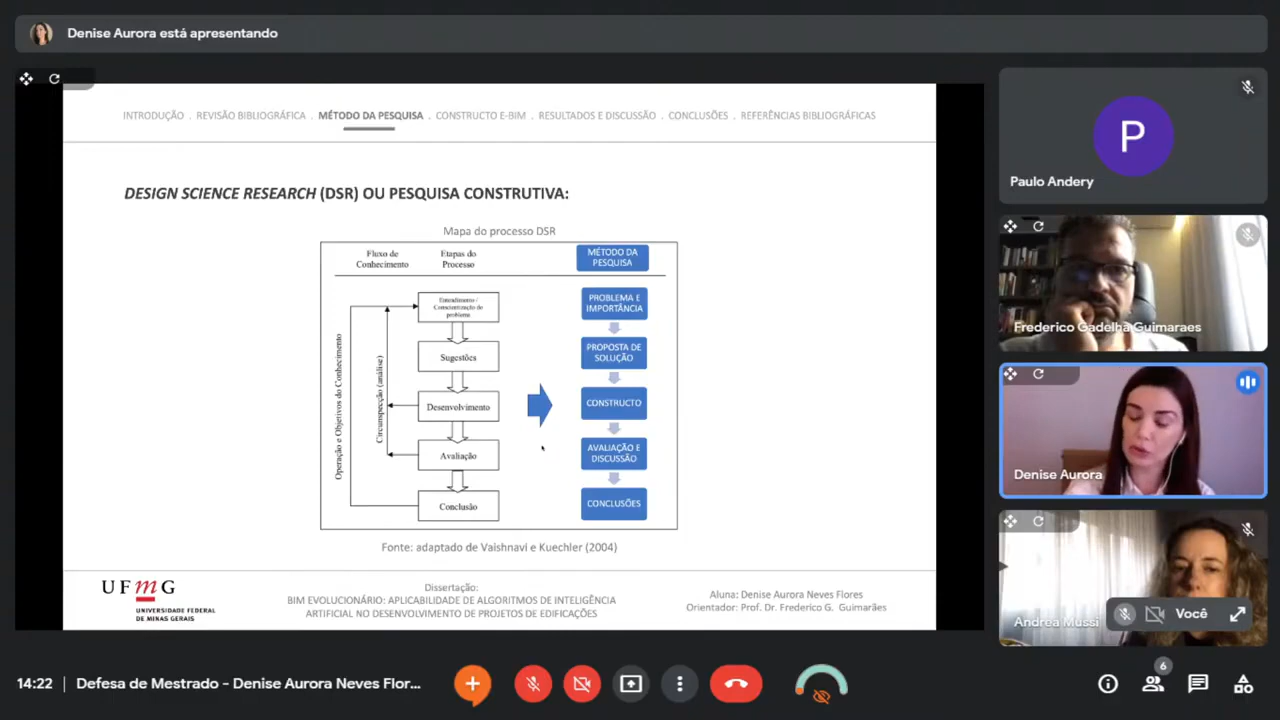 Denise Aurora está apresentando
INTRODUÇÃO . REVISÃO BIBLIOGRÁFICA . MÉTODO DA PESQUISA . CONSTRUCTO E-BIM . RESULTADOS E DISCUSSÃO . CONCLUSÕES . REFERÊNCIAS BIBLIOGRÁFICAS
DESIGN SCIENCE RESEARCH (DSR) OU PESQUISA CONSTRUTIVA:
Mapa do processo DSR
Fluxo de
Conhecimento
Etapas do
Processo
MÉTODO DA
PESQUISA
Operação e Objetivos do Conhecimento
Circunspecção (análise)
Entendimento /
Caracterização do
problema
Sugestões
Desenvolvimento
Avaliação
Conclusão
PROBLEMA E
IMPORTÂNCIA
PROPOSTA DE
SOLUÇÃO
CONSTRUCTO
AVALIAÇÃO E
DISCUSSÃO
CONCLUSÕES
Fonte: adaptado de Vaishnavi e Kuechler (2004)
UFmG
UNIVERSIDADE FEDERAL
DE MINAS GERAIS
Dissertação:
BIM EVOLUCIONÁRIO: APLICABILIDADE DE ALGORITMOS DE INTELIGÊNCIA
ARTIFICIAL NO DESENVOLVIMENTO DE PROJETOS DE EDIFICAÇÕES
Aluna: Denise Aurora Neves Flores
Orientador: Prof. Dr. Frederico G. Guimarães
P
Paulo Andery
Frederico Gadelha Guimaraes
Denise Aurora
Andréa Mussi
Você
14:22 | Defesa de Mestrado - Denise Aurora Neves Flor...
6